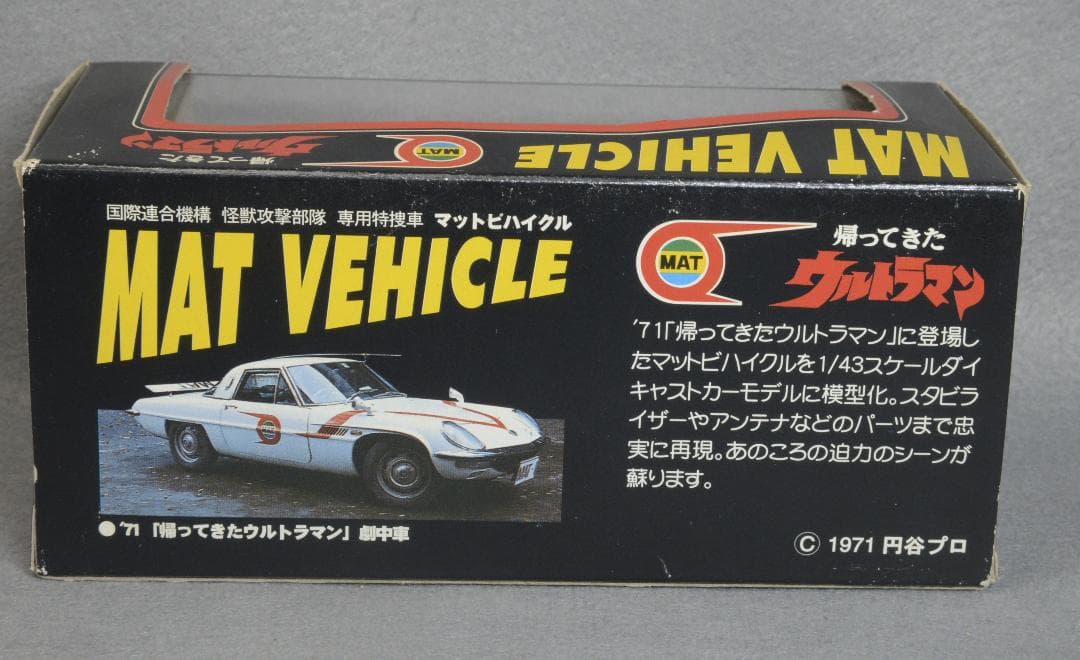 帰ってきた
ウルトラマン
MAT
MAT VEHICLE
国際連合機構 怪獣攻撃部隊 専用特捜車 マットビハイクル
MAT VEHICLE
MAT
MAT
●'71「帰ってきたウルトラマン」劇中車
MAT
帰ってきた
ウルトラマン
'71「帰ってきたウルトラマン」に登場し
たマットビハイクルを1/43スケールダイ
キャストカーモデルに模型化。スタビラ
イザーやアンテナなどのパーツまで忠
実に再現。あのころの迫力のシーンが
蘇ります。
© 1971 円谷プロ